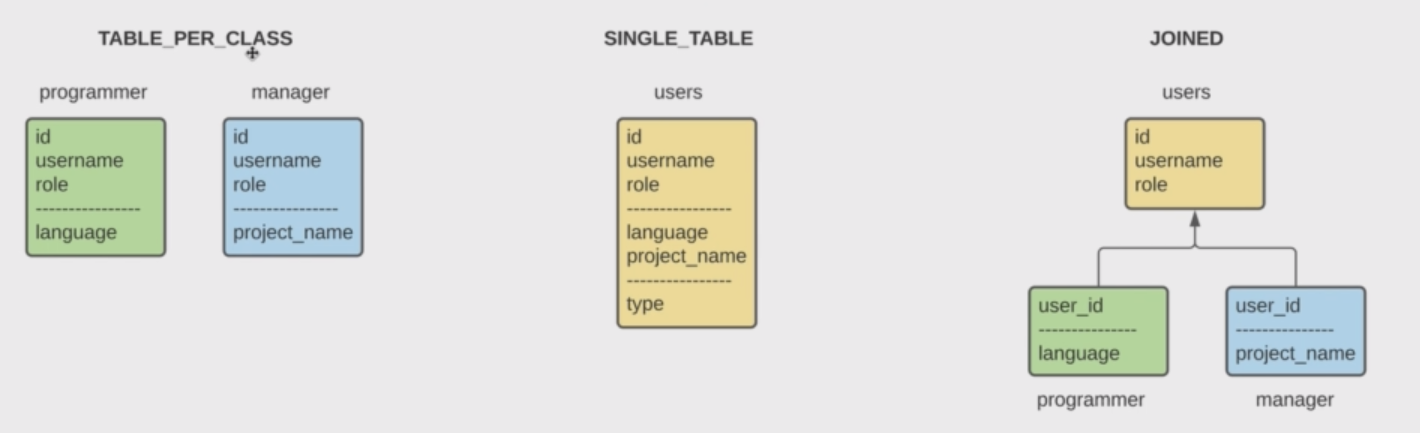 TABLE_PER_CLASS
programmer
id
username
role
----------------
language
manager
id
username
role
----------------
project_name
SINGLE_TABLE
users
id
username
role
----------------
language
project_name
----------------
type
JOINED
users
id
username
role
user_id
---------------
language
programmer
user_id
---------------
project_name
manager